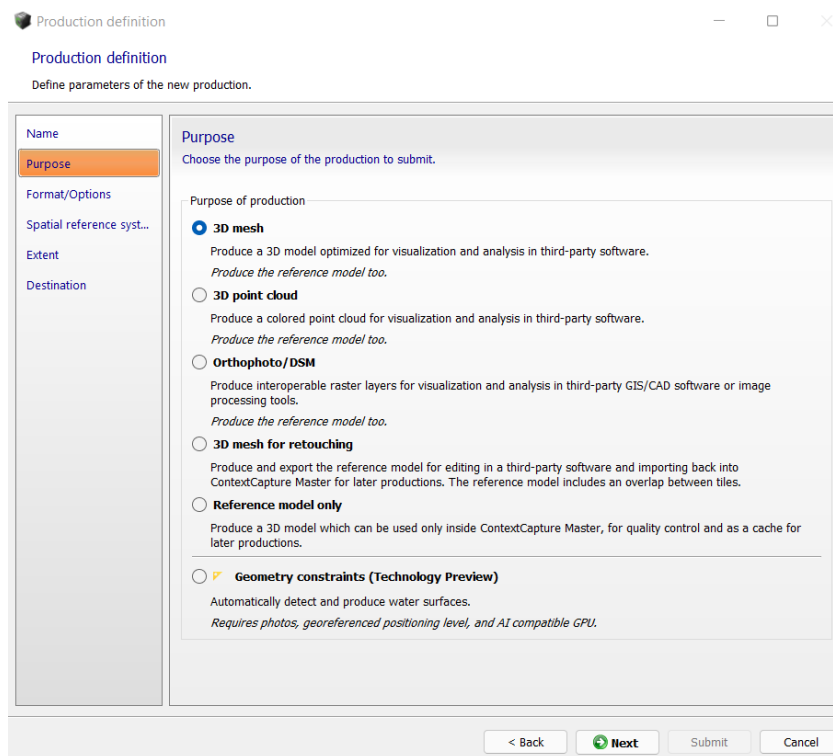 Production definition
Production definition
Define parameters of the new production.
Name
Purpose
Format/Options
Spatial reference syst...
Extent
Destination
Purpose
Choose the purpose of the production to submit.
Purpose of production
3D mesh
Produce a 3D model optimized for visualization and analysis in third-party software.
Produce the reference model too.
3D point cloud
Produce a colored point cloud for visualization and analysis in third-party software.
Produce the reference model too.
Orthophoto/DSM
Produce interoperable raster layers for visualization and analysis in third-party GIS/CAD software or image
processing tools.
Produce the reference model too.
3D mesh for retouching
Produce and export the reference model for editing in a third-party software and importing back into
ContextCapture Master for later productions. The reference model includes an overlap between tiles.
Reference model only
Produce a 3D model which can be used only inside ContextCapture Master, for quality control and as a cache for
later productions.
Geometry constraints (Technology Preview)
Automatically detect and produce water surfaces.
Requires photos, georeferenced positioning level, and AI compatible GPU.
< Back
Next
Submit
Cancel